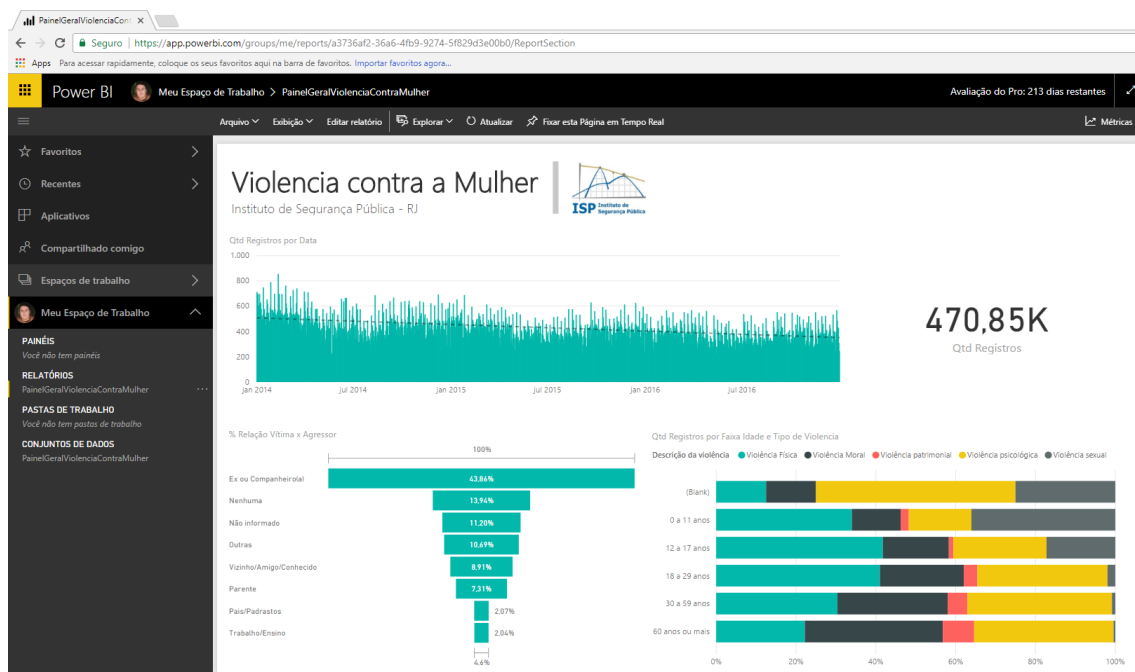 PainelGeralViolenciaCont
Seguro | https://app.powerbi.com/groups/me/reports/a3736af2-36a6-4fb9-9274-5f829d3e00b0/ReportSection
Apps Para acessar rapidamente, coloque os seus favoritos aqui na barra de favoritos. Importar favoritos agora...
Power BI Meu Espaço de Trabalho > PainelGeralViolenciaContraMulher Avaliação do Pro: 213 dias restantes
Arquivo Exibição Editar relatório Explorar Atualizar Fixar esta Página em Tempo Real Métricas
Favoritos
Recentes
Aplicativos
Compartilhado comigo
Espaços de trabalho
Meu Espaço de Trabalho
PAINÉIS
Você não tem painéis
RELATÓRIOS
PainelGeralViolenciaContraMulher ...
PASTAS DE TRABALHO
Você não tem pastas de trabalho
CONJUNTOS DE DADOS
PainelGeralViolenciaContraMulher
Violencia contra a Mulher
Instituto de Segurança Pública - RJ
ISP Instituto de
Segurança Pública
Qtd Registros por Data
1.000
800
600
400
200
0
jan 2014 jul 2014 jan 2015 jul 2015 jan 2016 jul 2016
470,85K
Qtd Registros
% Relação Vítima x Agressor
100%
Ex ou Companheiro(a) 43,86%
Nenhuma 13,94%
Não informado 11,20%
Outras 10,69%
Vizinho/Amigo/Conhecido 8,91%
Parente 7,31%
Pais/Padrastos 2,07%
Trabalho/Ensino 2,04%
4,6%
Qtd Registros por Faixa Idade e Tipo de Violencia
Descrição da violência Violência Física Violência Moral Violência patrimonial Violência psicológica Violência sexual
(Blank)
0 a 11 anos
12 a 17 anos
18 a 29 anos
30 a 59 anos
60 anos ou mais
0% 20% 40% 60% 80% 100%